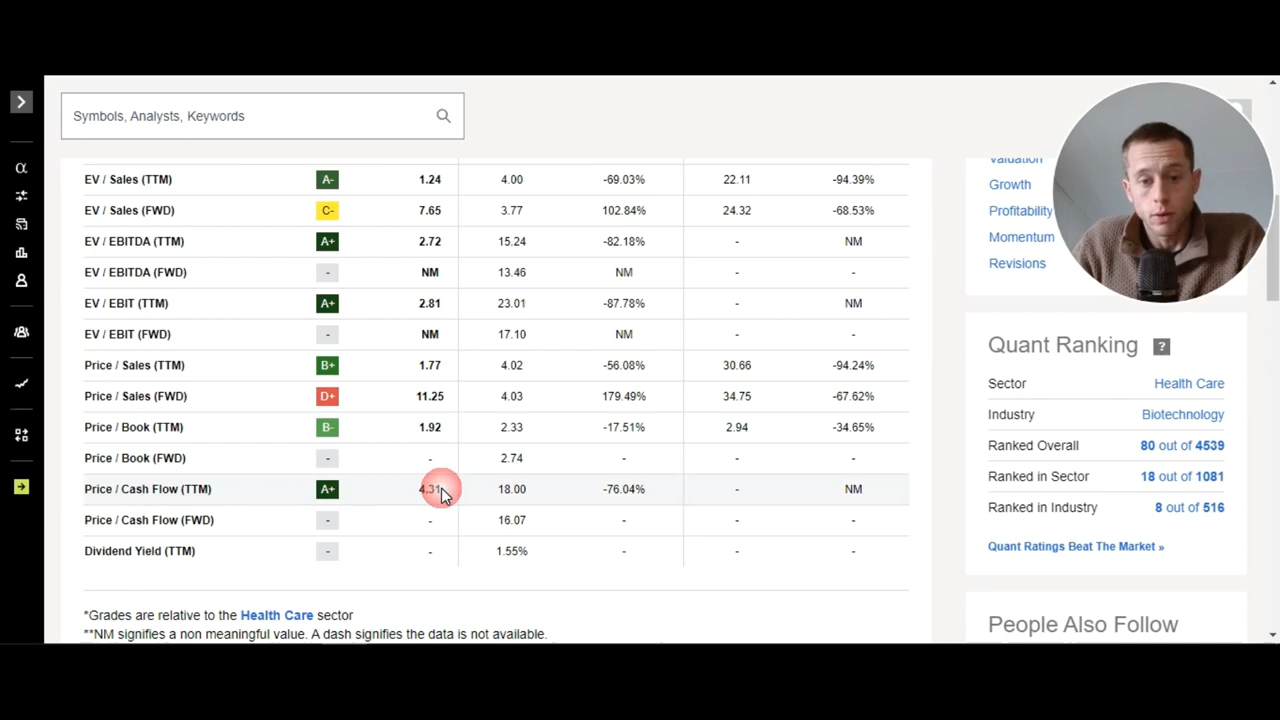 Symbols, Analysts, Keywords
EV / Sales (TTM) A- 1.24 4.00 -69.03% 22.11 -94.39%
EV / Sales (FWD) C- 7.65 3.77 102.84% 24.32 -68.53%
EV / EBITDA (TTM) A+ 2.72 15.24 -82.18% - NM
EV / EBITDA (FWD) - NM 13.46 NM - -
EV / EBIT (TTM) A+ 2.81 23.01 -87.78% - NM
EV / EBIT (FWD) - NM 17.10 NM - -
Price / Sales (TTM) B+ 1.77 4.02 -56.08% 30.66 -94.24%
Price / Sales (FWD) D+ 11.25 4.03 179.49% 34.75 -67.62%
Price / Book (TTM) B- 1.92 2.33 -17.51% 2.94 -34.65%
Price / Book (FWD) - - 2.74 - - -
Price / Cash Flow (TTM) A+ 4.31 18.00 -76.04% - NM
Price / Cash Flow (FWD) - - 16.07 - - -
Dividend Yield (TTM) - - 1.55% - - -
*Grades are relative to the Health Care sector
**NM signifies a non meaningful value. A dash signifies the data is not available.
Valuation
Growth
Profitability
Momentum
Revisions
Quant Ranking ?
Sector Health Care
Industry Biotechnology
Ranked Overall 80 out of 4539
Ranked in Sector 18 out of 1081
Ranked in Industry 8 out of 516
Quant Ratings Beat The Market »
People Also Follow